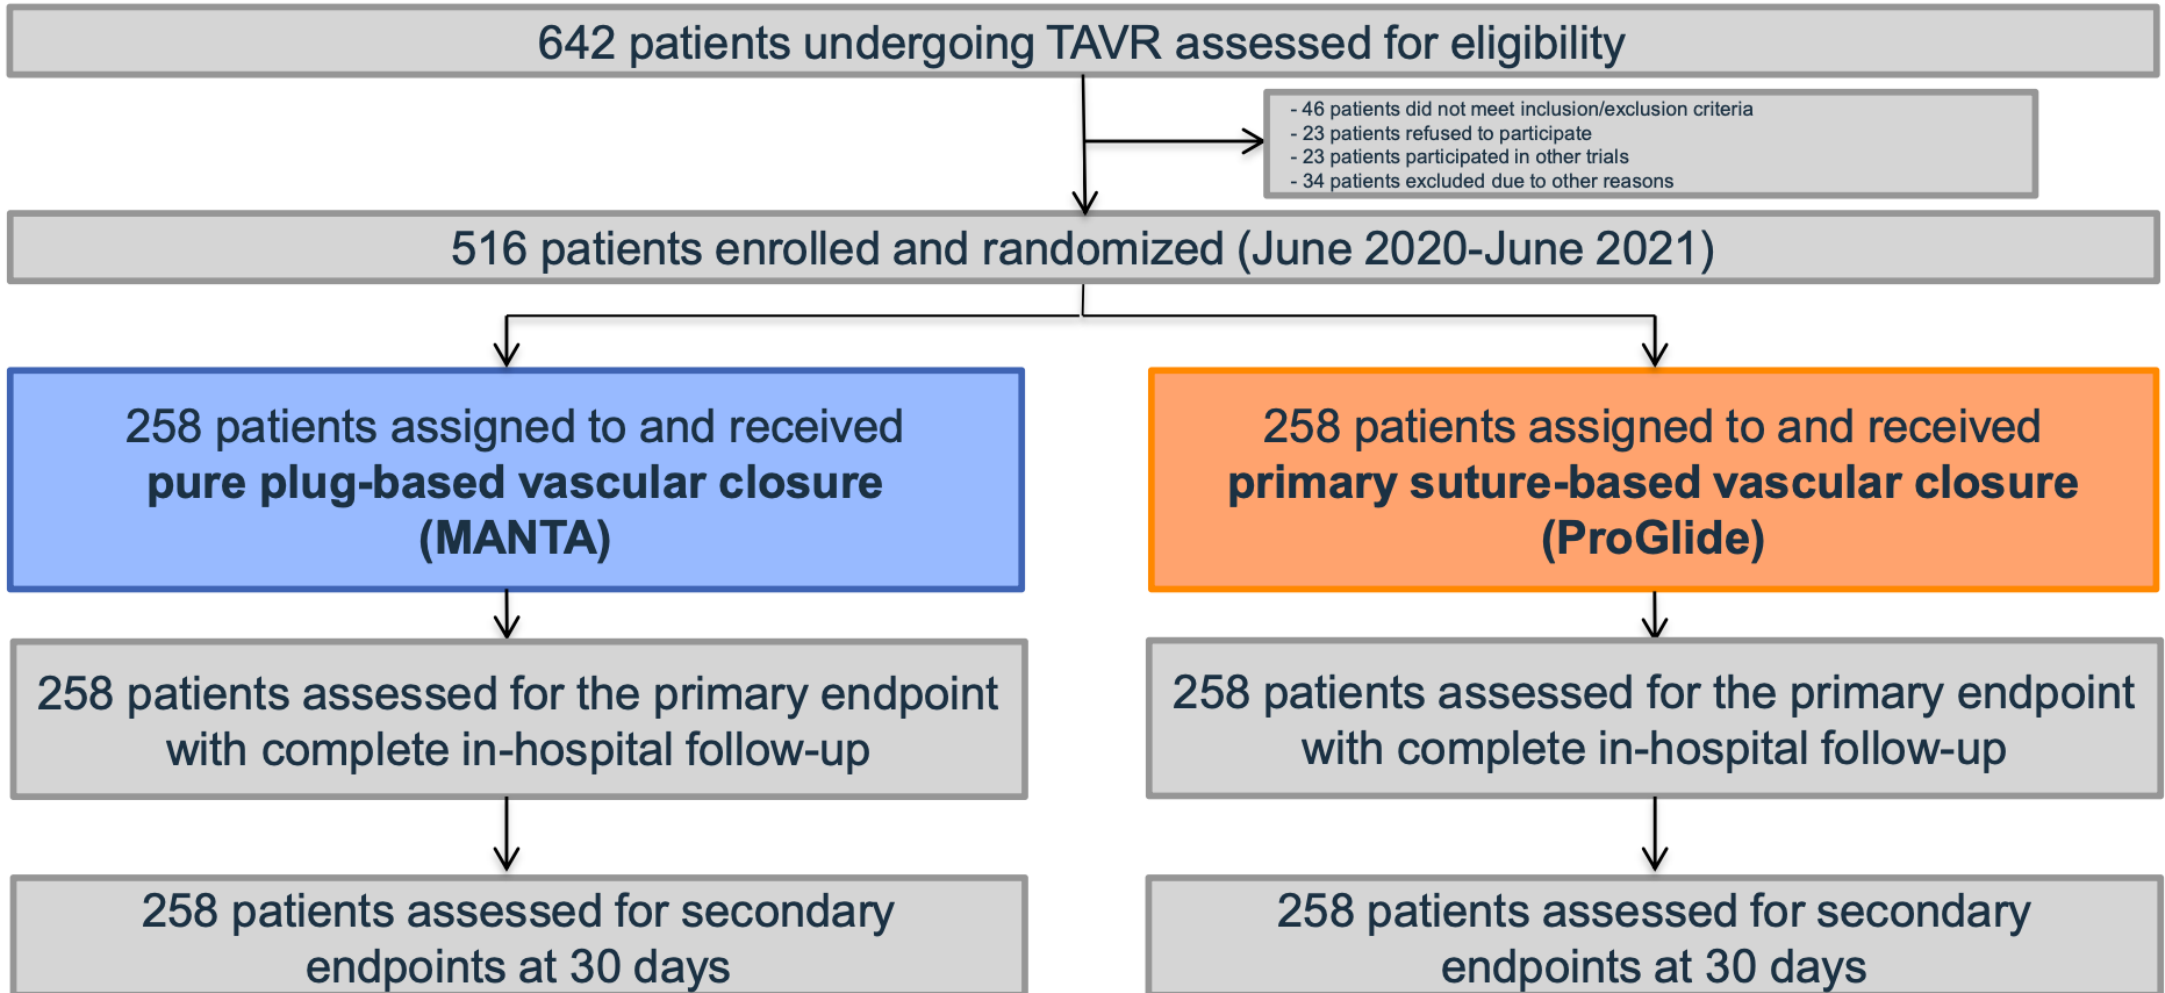 642 patients undergoing TAVR assessed for eligibility
- 46 patients did not meet inclusion/exclusion criteria
- 23 patients refused to participate
- 23 patients participated in other trials
- 34 patients excluded due to other reasons
516 patients enrolled and randomized (June 2020-June 2021)
258 patients assigned to and received
pure plug-based vascular closure
(MANTA)
258 patients assigned to and received
primary suture-based vascular closure
(ProGlide)
258 patients assessed for the primary endpoint
with complete in-hospital follow-up
258 patients assessed for the primary endpoint
with complete in-hospital follow-up
258 patients assessed for secondary
endpoints at 30 days
258 patients assessed for secondary
endpoints at 30 days